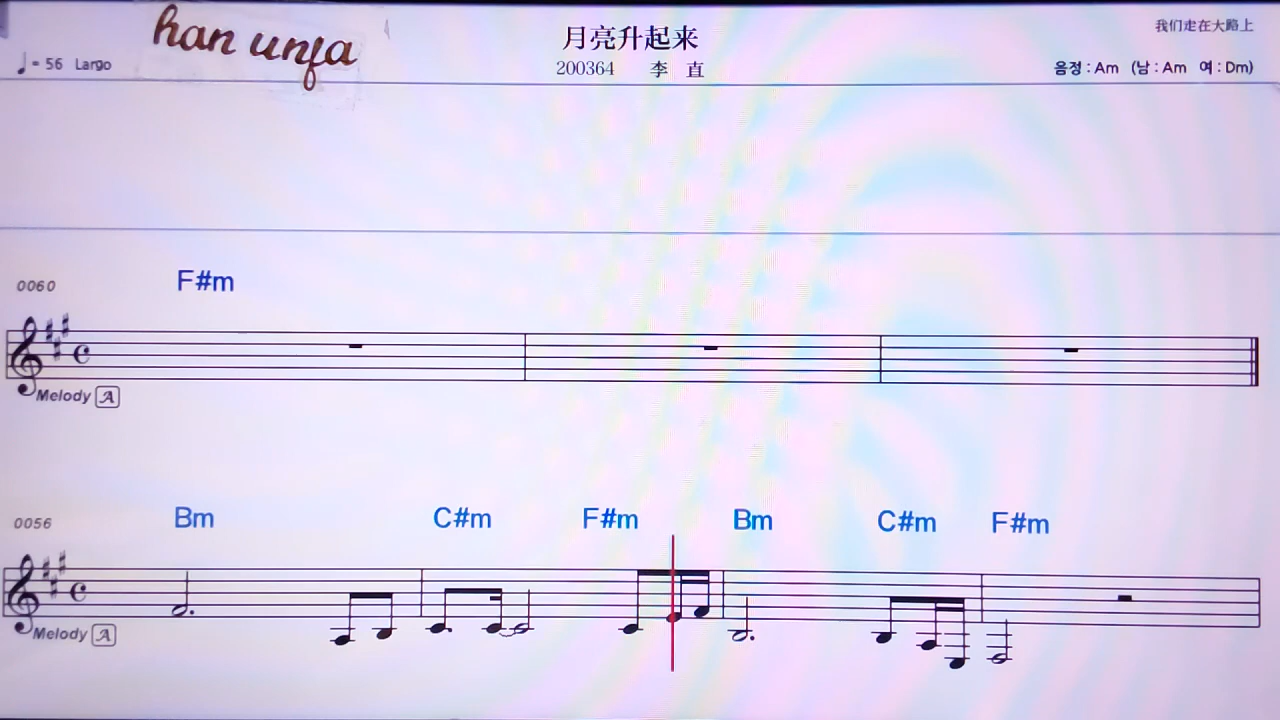 han unfa
月亮升起来
我们走在大路上
♩= 56 Largo
200364 李 直
음정 : Am (남 : Am 여 : Dm)
0060
F#m
Melody A
0056
Bm C#m F#m Bm C#m F#m
Melody A